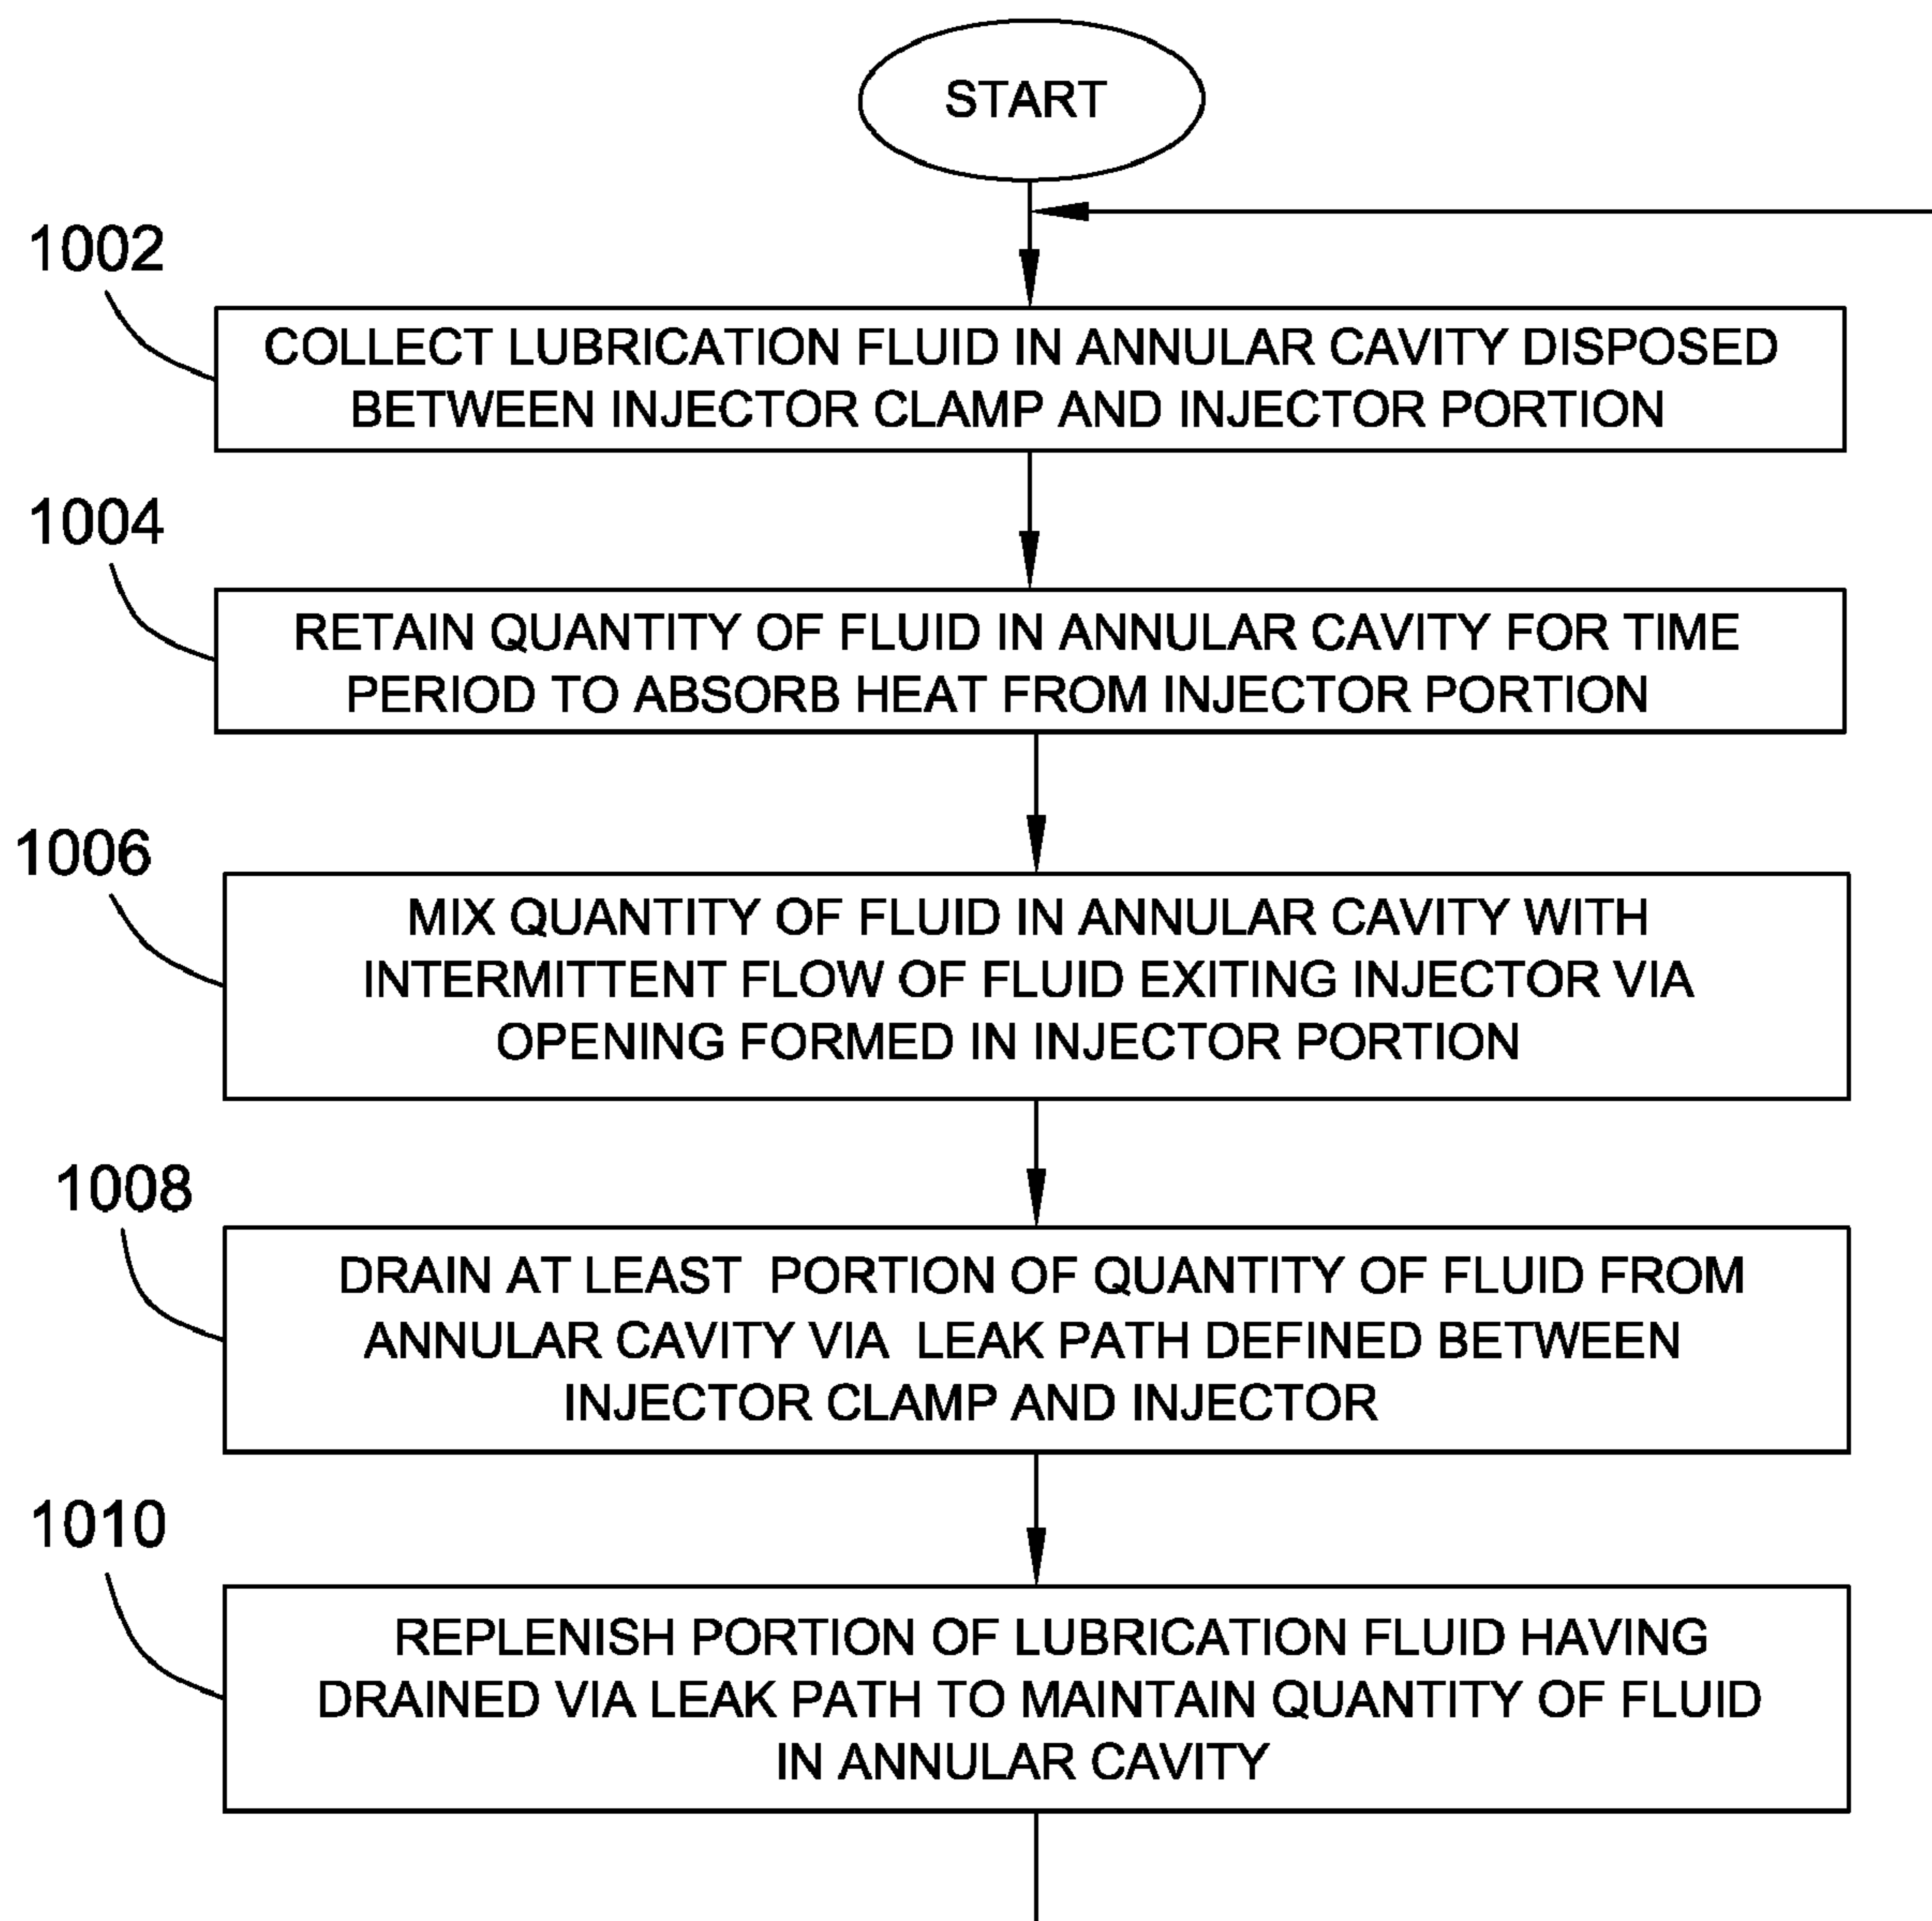 START
1002
COLLECT LUBRICATION FLUID IN ANNULAR CAVITY DISPOSED
BETWEEN INJECTOR CLAMP AND INJECTOR PORTION
1004
RETAIN QUANTITY OF FLUID IN ANNULAR CAVITY FOR TIME
PERIOD TO ABSORB HEAT FROM INJECTOR PORTION
1006
MIX QUANTITY OF FLUID IN ANNULAR CAVITY WITH
INTERMITTENT FLOW OF FLUID EXITING INJECTOR VIA
OPENING FORMED IN INJECTOR PORTION
1008
DRAIN AT LEAST PORTION OF QUANTITY OF FLUID FROM
ANNULAR CAVITY VIA LEAK PATH DEFINED BETWEEN
INJECTOR CLAMP AND INJECTOR
1010
REPLENISH PORTION OF LUBRICATION FLUID HAVING
DRAINED VIA LEAK PATH TO MAINTAIN QUANTITY OF FLUID
IN ANNULAR CAVITY